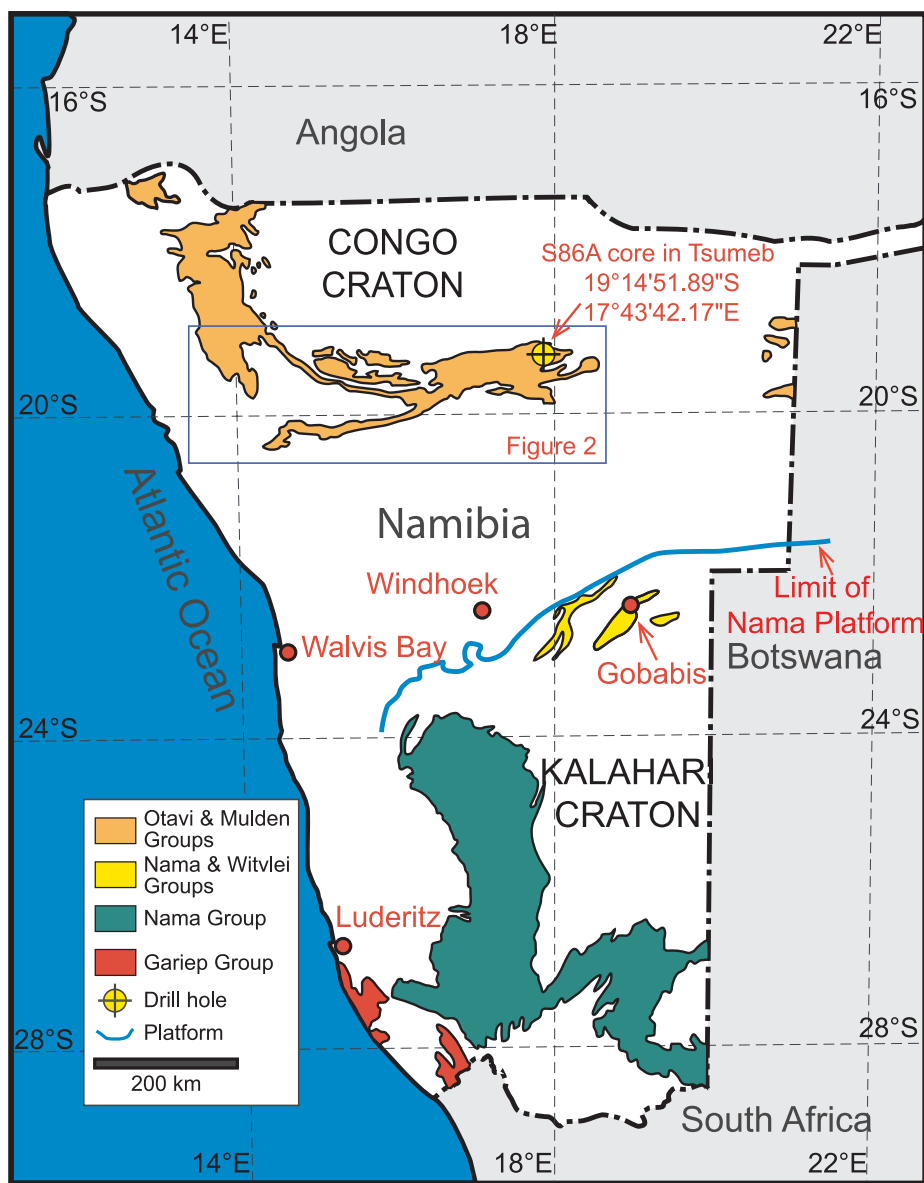 14°E
18°E
22°E
16°S
16°S
Angola
CONGO
CRATON
S86A core in Tsumeb
19°14'51.89"S
17°43'42.17"E
20°S
20°S
Figure 2
Atlantic Ocean
Namibia
Windhoek
Limit of
Nama Platform
Walvis Bay
Botswana
Gobabis
24°S
24°S
KALAHARI
CRATON
Otavi & Mulden
Groups
Nama & Witvlei
Groups
Nama Group
Gariep Group
Drill hole
Platform
200 km
Luderitz
28°S
28°S
South Africa
14°E
18°E
22°E